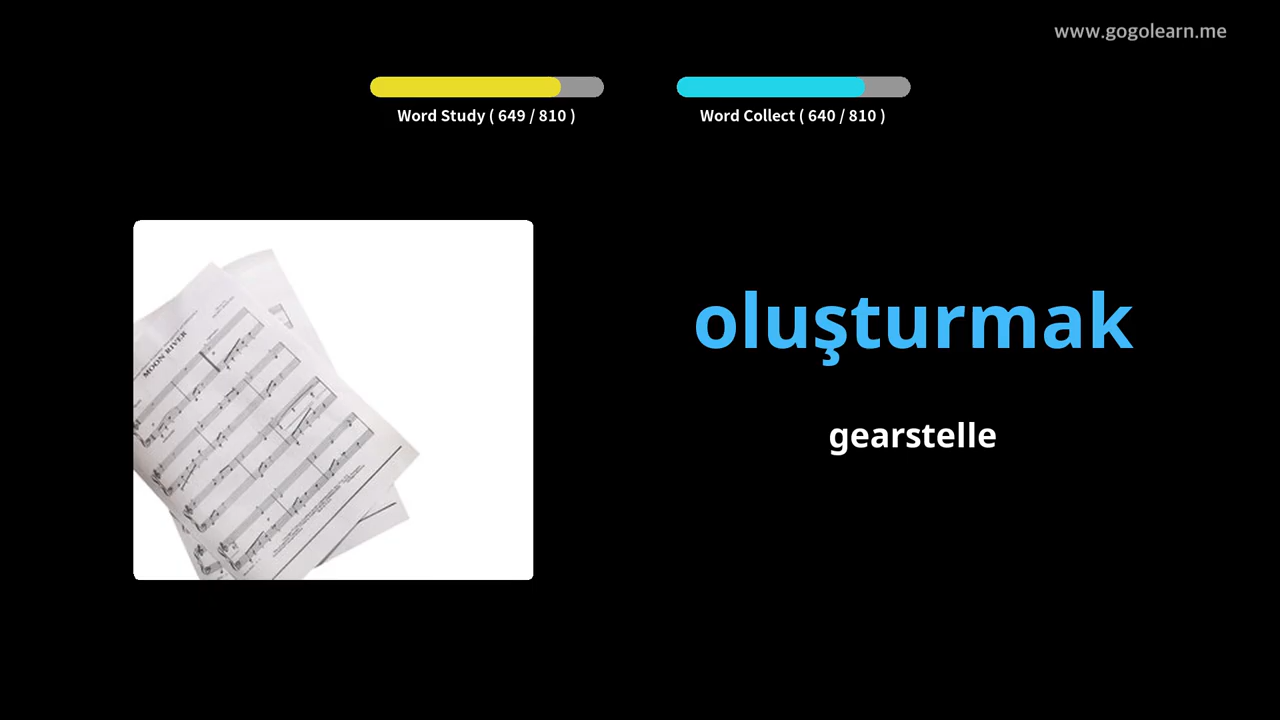 www.gogolearn.me
Word Study ( 649 / 810 )
Word Collect ( 640 / 810 )
MOON RIVER
oluşturmak
gearstelle